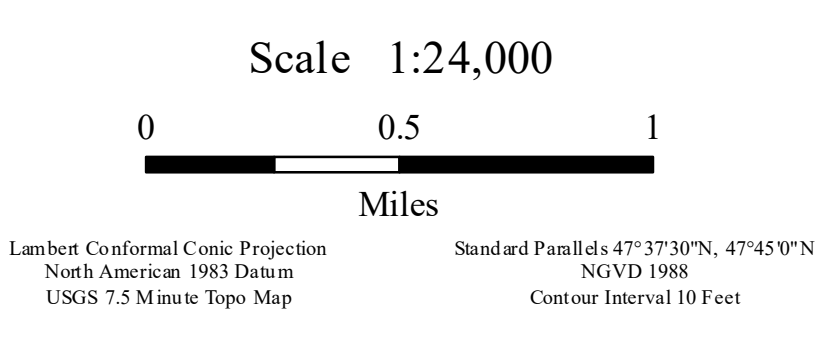 Scale 1:24,000
0 0.5 1
Miles
Lambert Conformal Conic Projection
North American 1983 Datum
USGS 7.5 Minute Topo Map
Standard Parallels 47°37'30"N, 47°45'0"N
NGVD 1988
Contour Interval 10 Feet